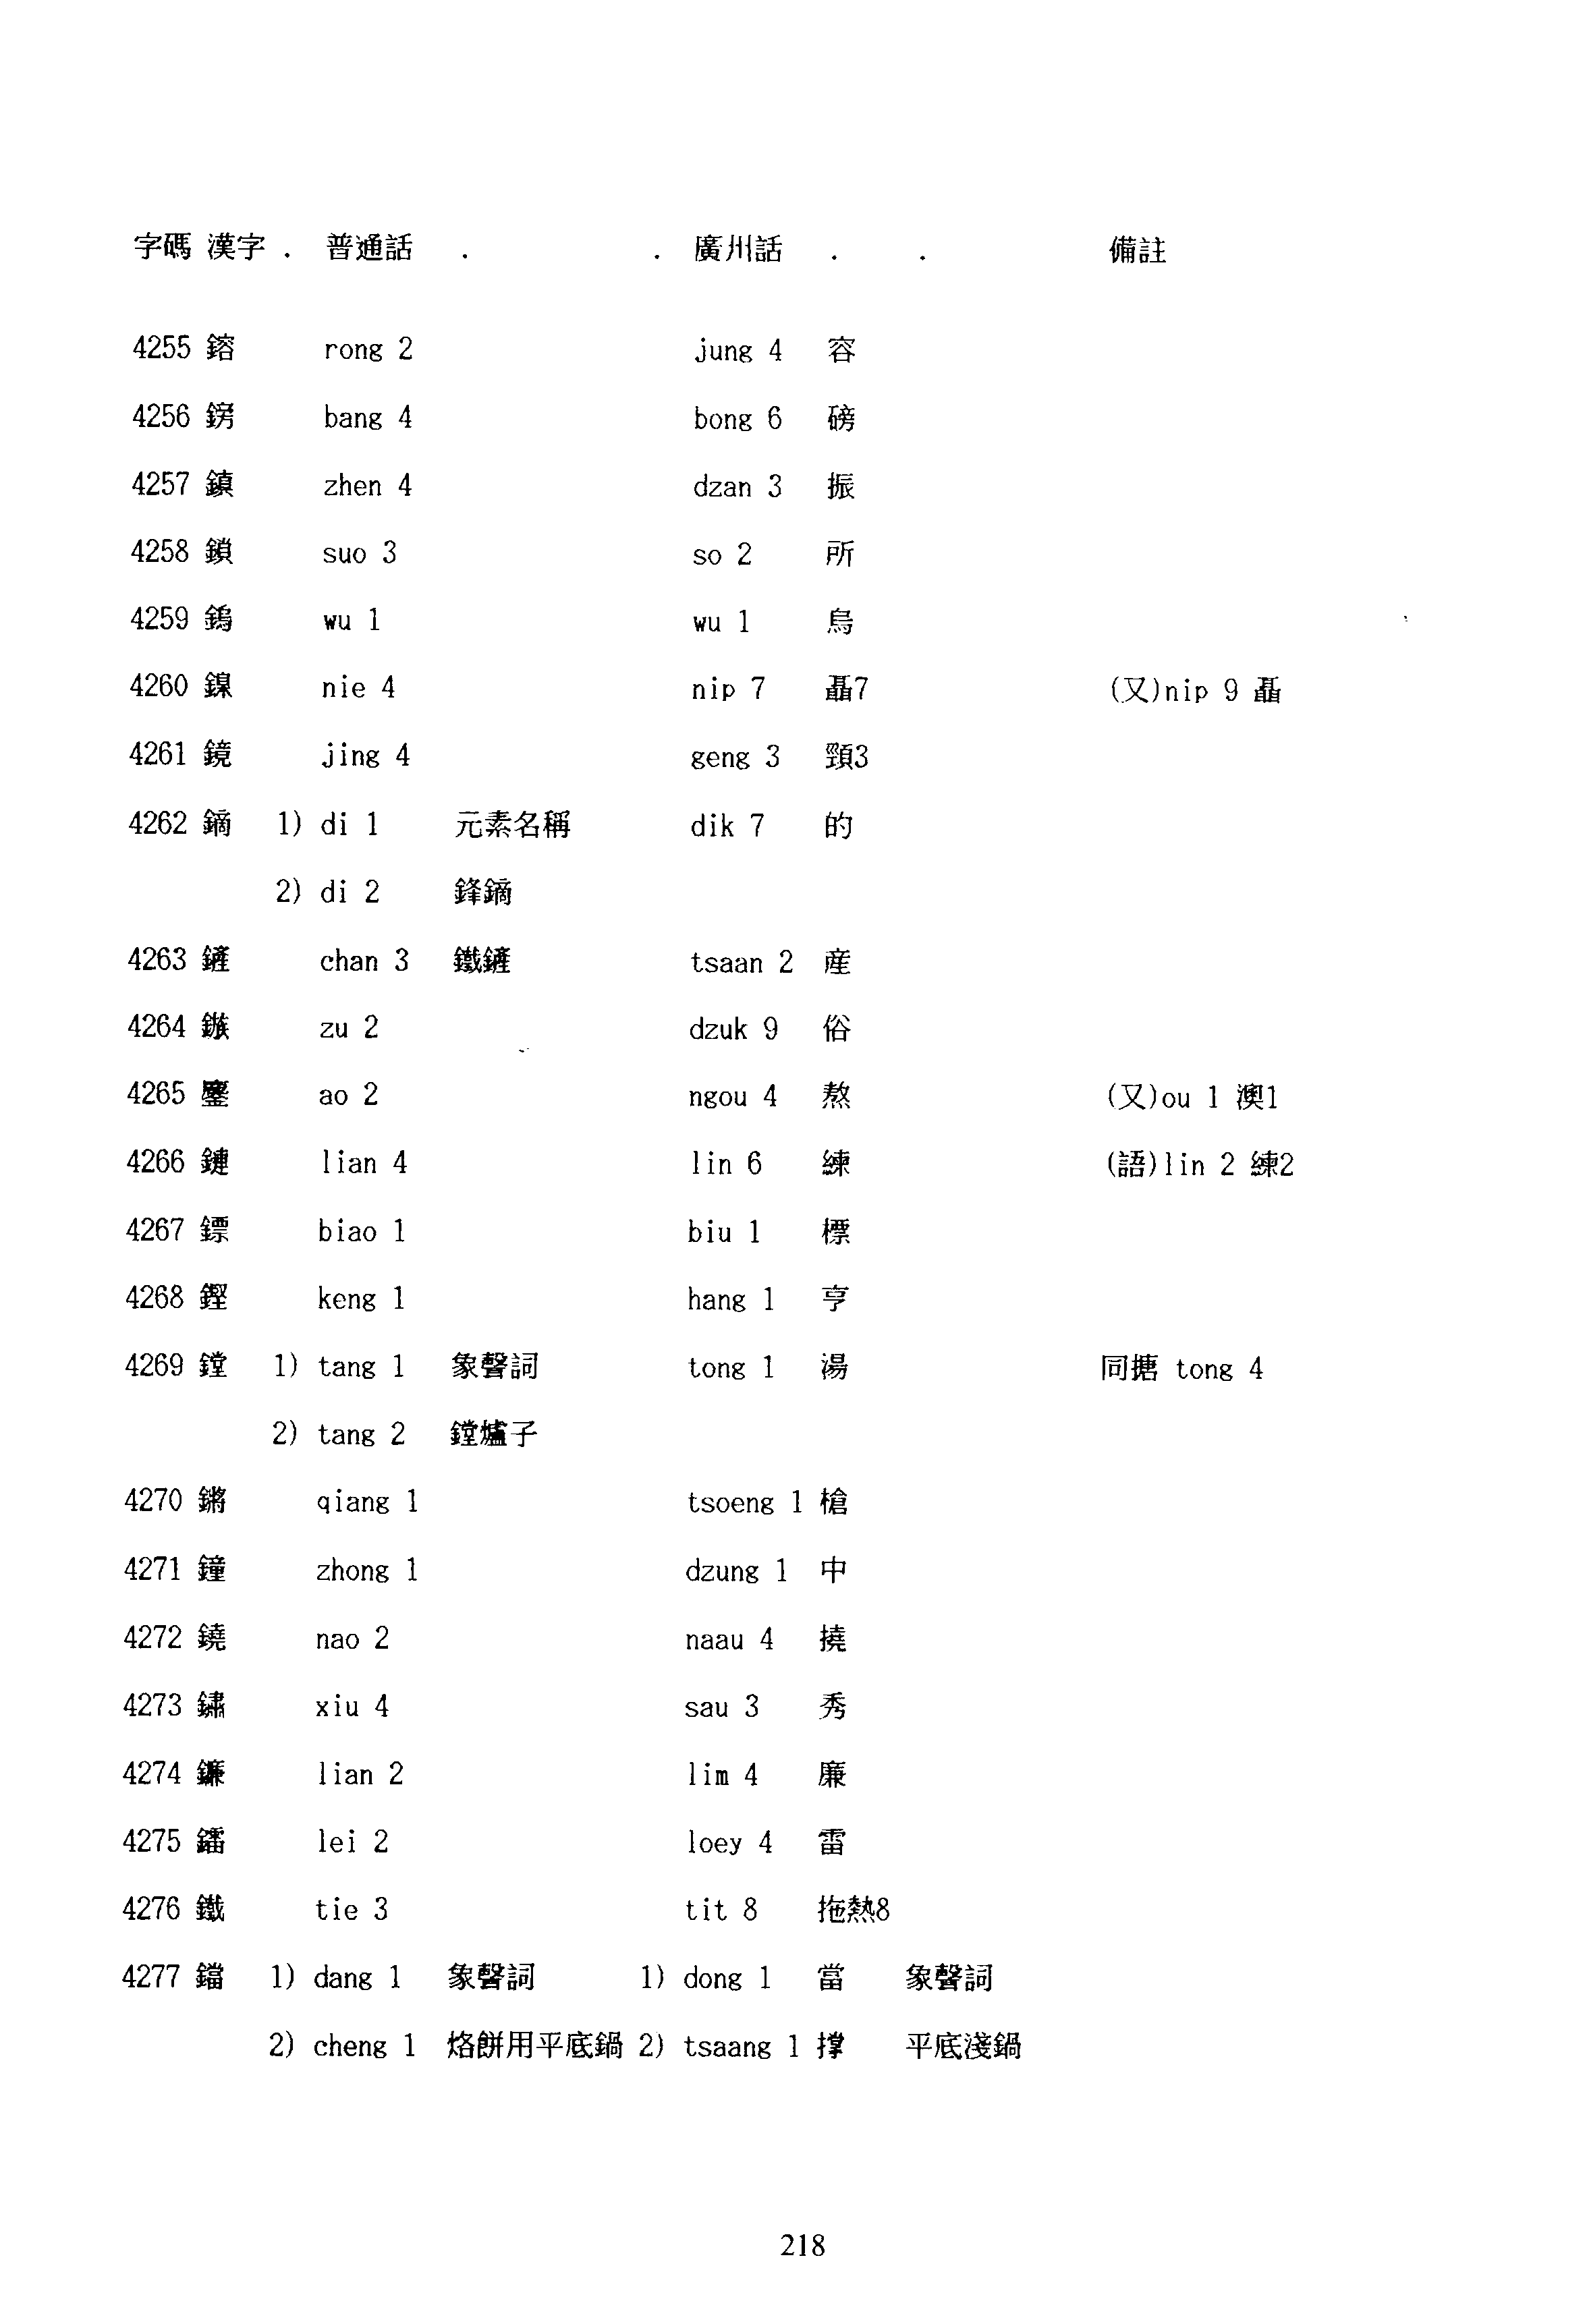 字碼 漢字 . 普通話 . . 廣州話 . . 備註
4255 鎔 rong 2 jung 4 容
4256 鎊 bang 4 bong 6 磅
4257 鎮 zhen 4 dzan 3 振
4258 鎖 suo 3 so 2 所
4259 鎢 wu 1 wu 1 烏
4260 鎳 nie 4 nip 7 聶7 (又)nip 9 聶
4261 鏡 jing 4 geng 3 頸3
4262 鏑 1) di 1 元素名稱 dik 7 的
2) di 2 鋒鏑
4263 鏟 chan 3 鐵鏟 tsaan 2 産
4264 鏃 zu 2 dzuk 9 俗
4265 鏖 ao 2 ngou 4 熬 (又)ou 1 澳1
4266 鏈 lian 4 lin 6 練 (語)lin 2 練2
4267 鏢 biao 1 biu 1 標
4268 鏗 keng 1 hang 1 亨
4269 鏜 1) tang 1 象聲詞 tong 1 湯 同搪 tong 4
2) tang 2 鏜爐子
4270 鏘 qiang 1 tsoeng 1 槍
4271 鐘 zhong 1 dzung 1 中
4272 鐃 nao 2 naau 4 撓
4273 鏽 xiu 4 sau 3 秀
4274 鐮 lian 2 lim 4 廉
4275 鐳 lei 2 loey 4 雷
4276 鐵 tie 3 tit 8 拖熱8
4277 鐺 1) dang 1 象聲詞 1) dong 1 當 象聲詞
2) cheng 1 烙餅用平底鍋 2) tsaang 1 撑 平底淺鍋
218